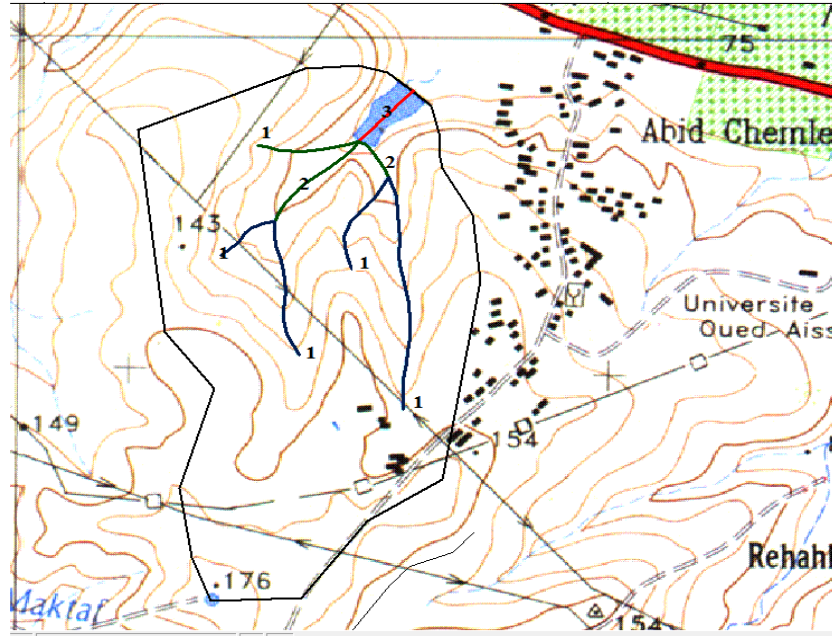 75
Abid Chemle
3
1
2
2
143
1
1
Universite
Oued. Aiss
1
1
149
154
Rehahl
.176
Maktaf
154